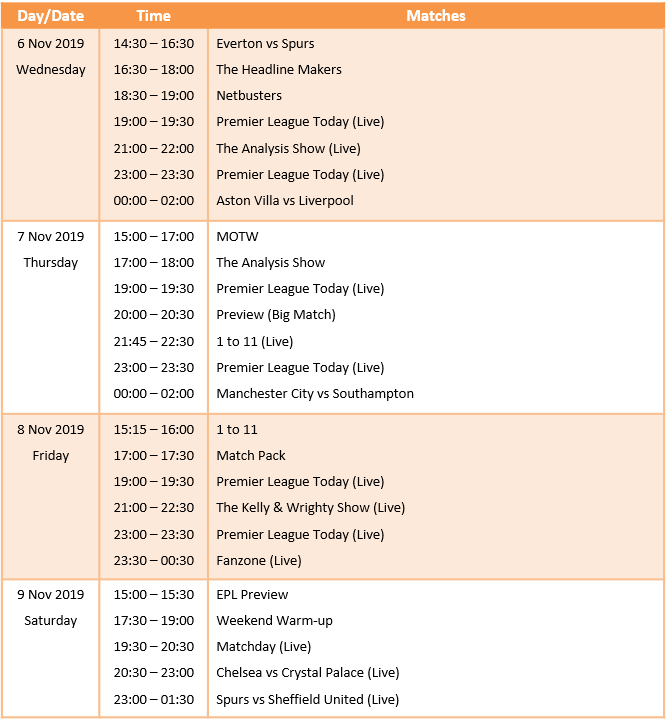 Day/Date Time Matches
6 Nov 2019 14:30 – 16:30 Everton vs Spurs
Wednesday 16:30 – 18:00 The Headline Makers
18:30 – 19:00 Netbusters
19:00 – 19:30 Premier League Today (Live)
21:00 – 22:00 The Analysis Show (Live)
23:00 – 23:30 Premier League Today (Live)
00:00 – 02:00 Aston Villa vs Liverpool
7 Nov 2019 15:00 – 17:00 MOTW
Thursday 17:00 – 18:00 The Analysis Show
19:00 – 19:30 Premier League Today (Live)
20:00 – 20:30 Preview (Big Match)
21:45 – 22:30 1 to 11 (Live)
23:00 – 23:30 Premier League Today (Live)
00:00 – 02:00 Manchester City vs Southampton
8 Nov 2019 15:15 – 16:00 1 to 11
Friday 17:00 – 17:30 Match Pack
19:00 – 19:30 Premier League Today (Live)
21:00 – 22:30 The Kelly & Wrighty Show (Live)
23:00 – 23:30 Premier League Today (Live)
23:30 – 00:30 Fanzone (Live)
9 Nov 2019 15:00 – 15:30 EPL Preview
Saturday 17:30 – 19:00 Weekend Warm-up
19:30 – 20:30 Matchday (Live)
20:30 – 23:00 Chelsea vs Crystal Palace (Live)
23:00 – 01:30 Spurs vs Sheffield United (Live)